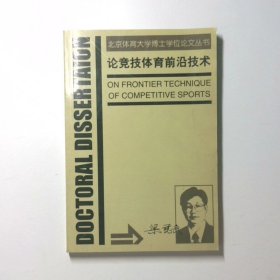 北京体育大学博士学位论文丛书
论竞技体育前沿技术
ON FRONTIER TECHNIQUE
OF COMPETITIVE SPORTS
DOCTORAL DISSERTATION